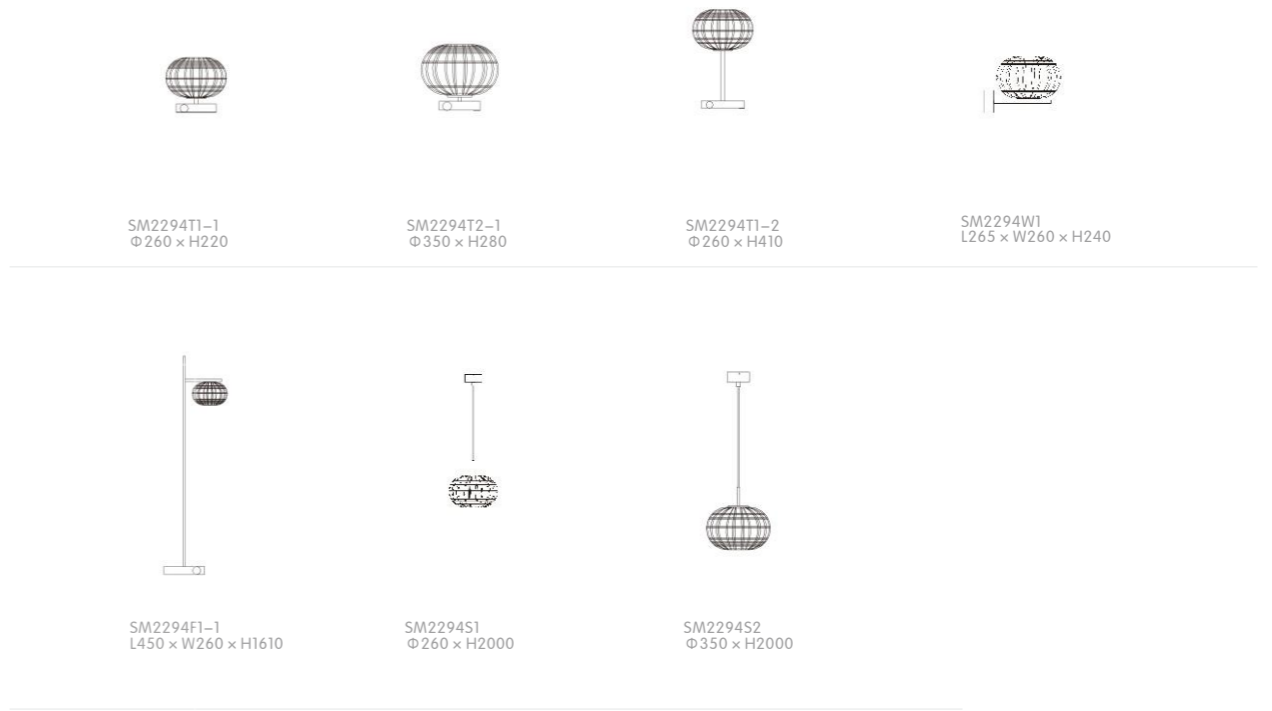 SM2294T1–1
Φ260 × H220
SM2294T2–1
Φ350 × H280
SM2294T1–2
Φ260 × H410
SM2294W1
L265 × W260 × H240
SM2294F1–1
L450 × W260 × H1610
SM2294S1
Φ260 × H2000
SM2294S2
Φ350 × H2000